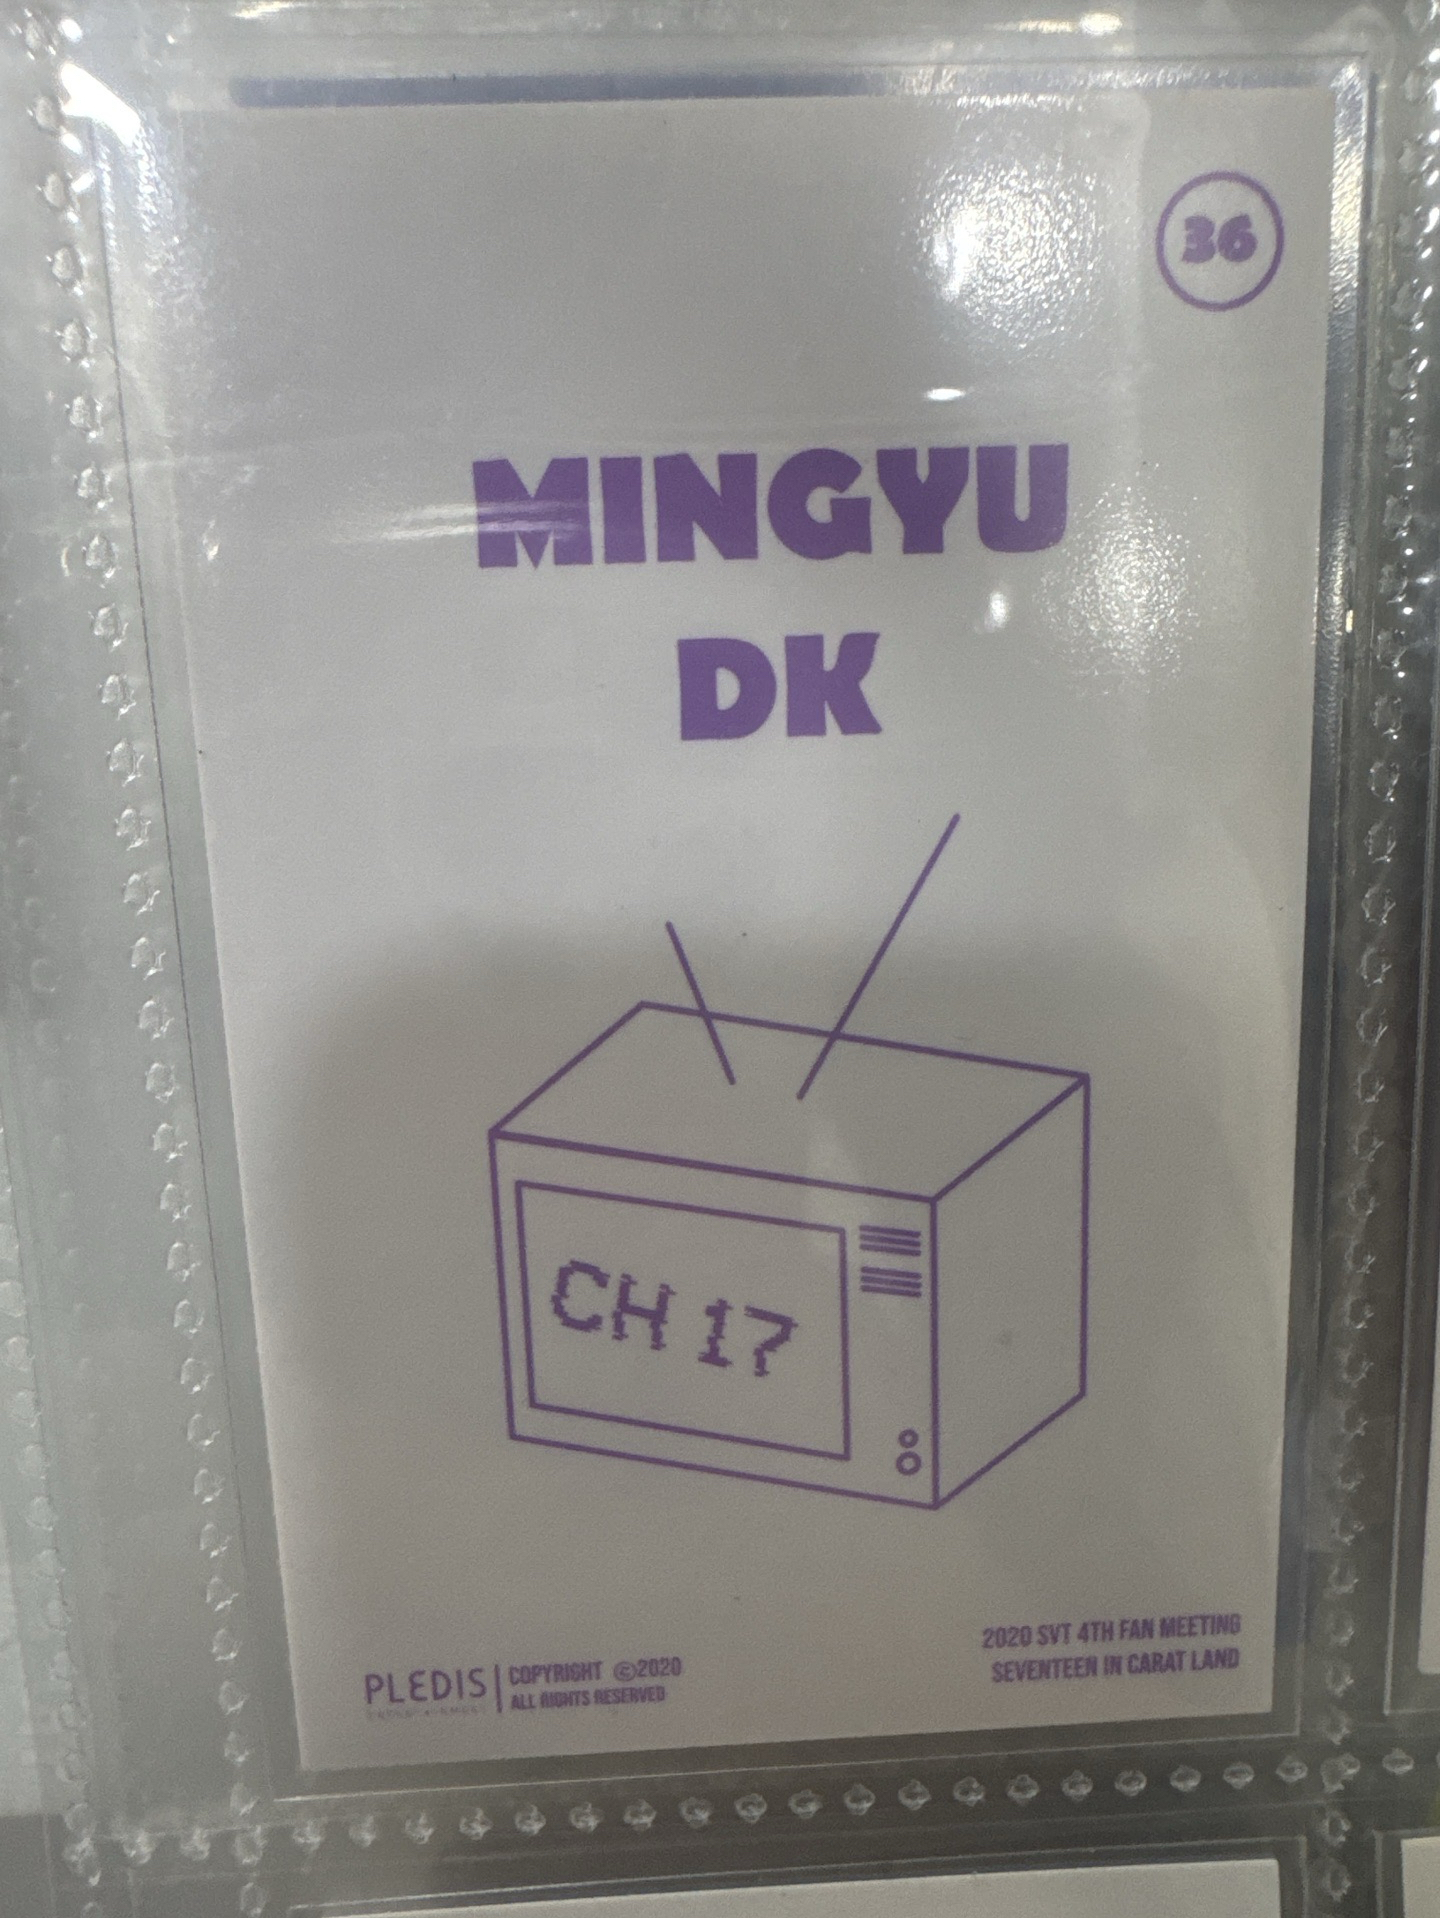 36
MINGYU
DK
CH 17
PLEDIS
ENTERTAINMENT
COPYRIGHT ©2020
ALL RIGHTS RESERVED
2020 SVT 4TH FAN MEETING
SEVENTEEN IN CARAT LAND